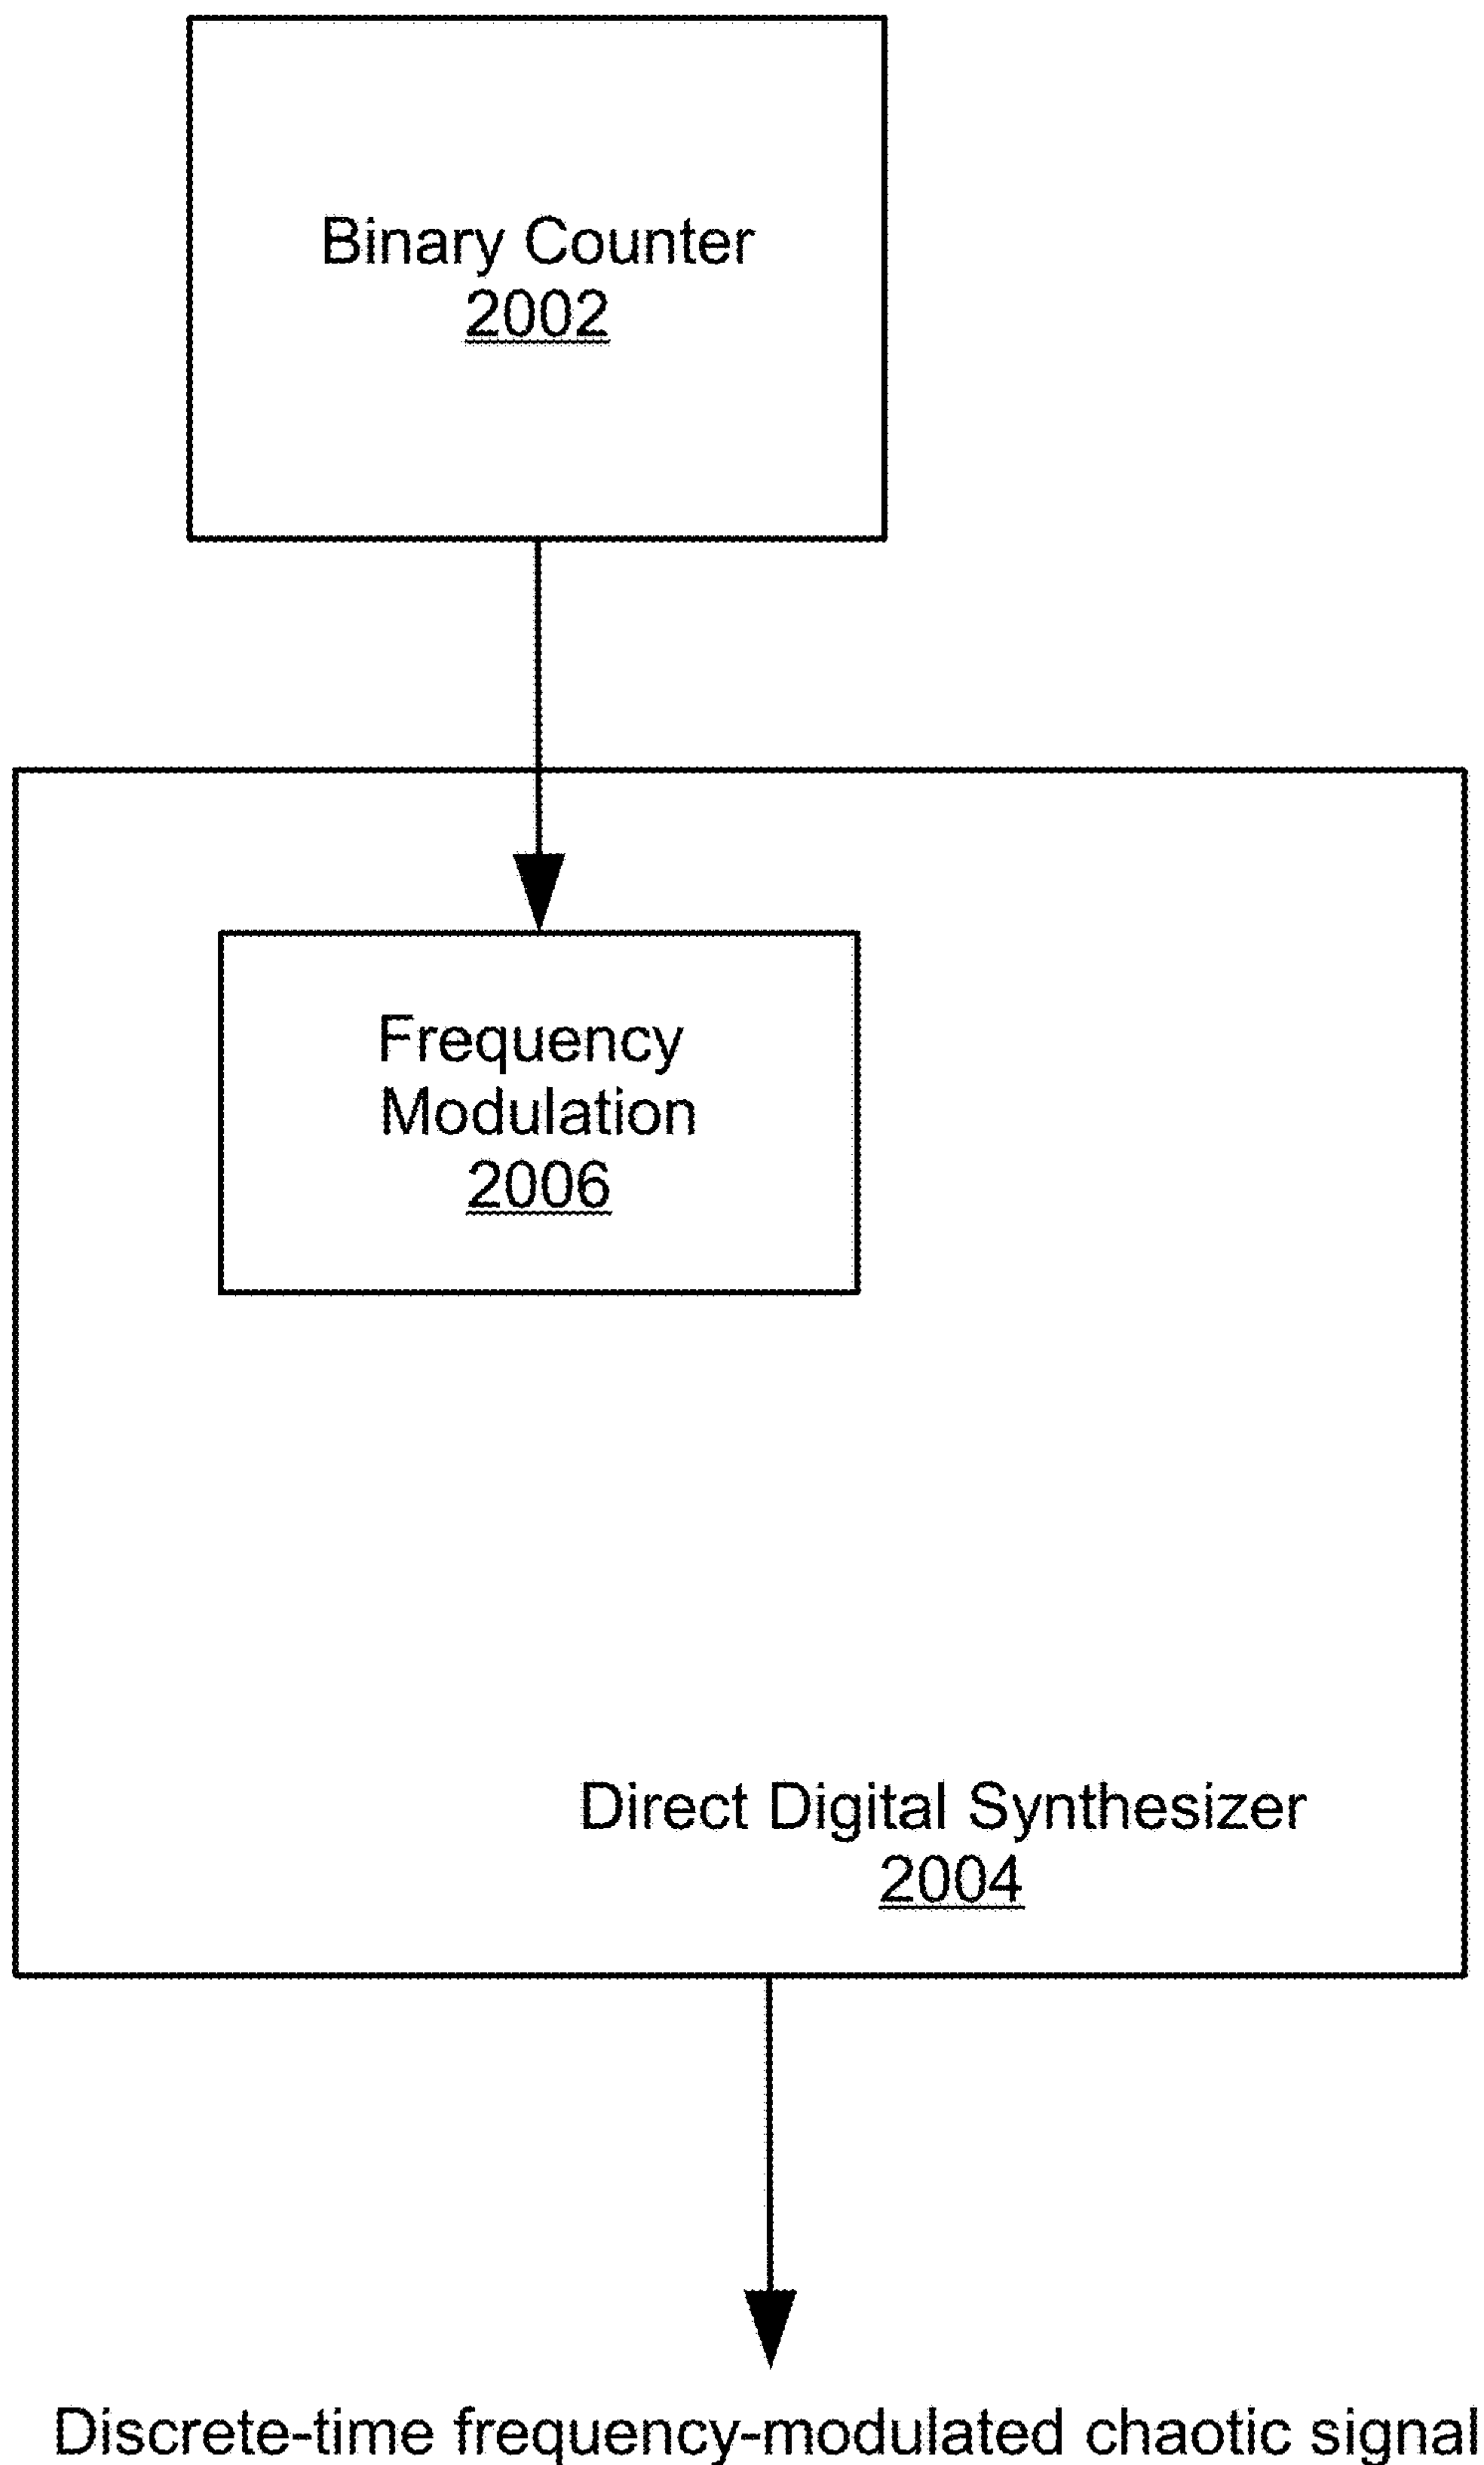 Binary Counter
2002
Frequency
Modulation
2006
Direct Digital Synthesizer
2004
Discrete-time frequency-modulated chaotic signal